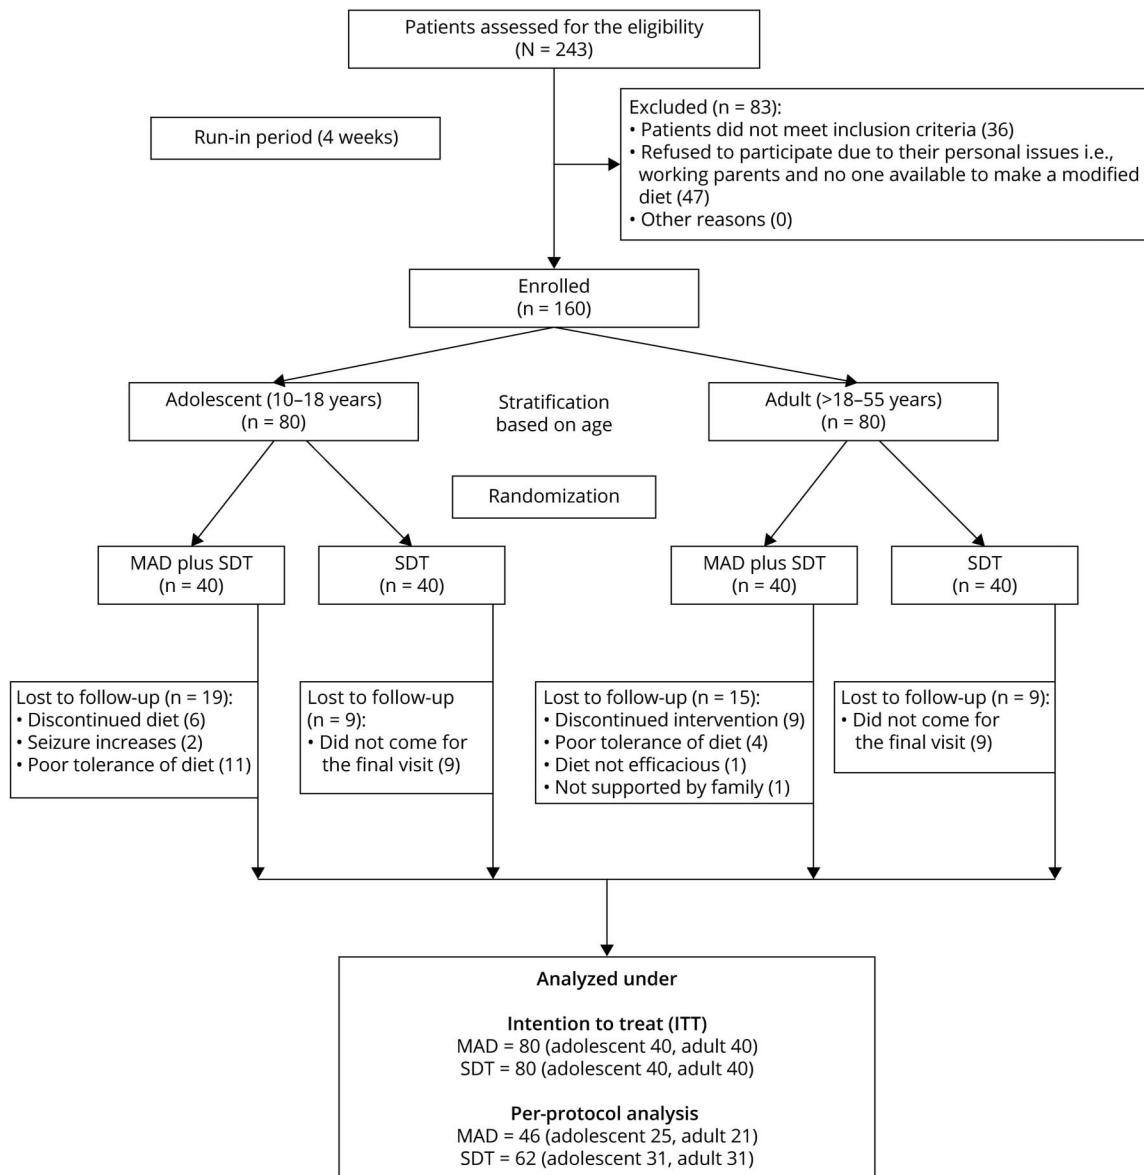 Patients assessed for the eligibility
(N = 243)
Run-in period (4 weeks)
Excluded (n = 83):
• Patients did not meet inclusion criteria (36)
• Refused to participate due to their personal issues i.e.,
working parents and no one available to make a modified
diet (47)
• Other reasons (0)
Enrolled
(n = 160)
Adolescent (10–18 years)
(n = 80)
Stratification
based on age
Adult (>18–55 years)
(n = 80)
Randomization
MAD plus SDT
(n = 40)
SDT
(n = 40)
MAD plus SDT
(n = 40)
SDT
(n = 40)
Lost to follow-up (n = 19):
• Discontinued diet (6)
• Seizure increases (2)
• Poor tolerance of diet (11)
Lost to follow-up
(n = 9):
• Did not come for
the final visit (9)
Lost to follow-up (n = 15):
• Discontinued intervention (9)
• Poor tolerance of diet (4)
• Diet not efficacious (1)
• Not supported by family (1)
Lost to follow-up (n = 9):
• Did not come for
the final visit (9)
Analyzed under
Intention to treat (ITT)
MAD = 80 (adolescent 40, adult 40)
SDT = 80 (adolescent 40, adult 40)
Per-protocol analysis
MAD = 46 (adolescent 25, adult 21)
SDT = 62 (adolescent 31, adult 31)